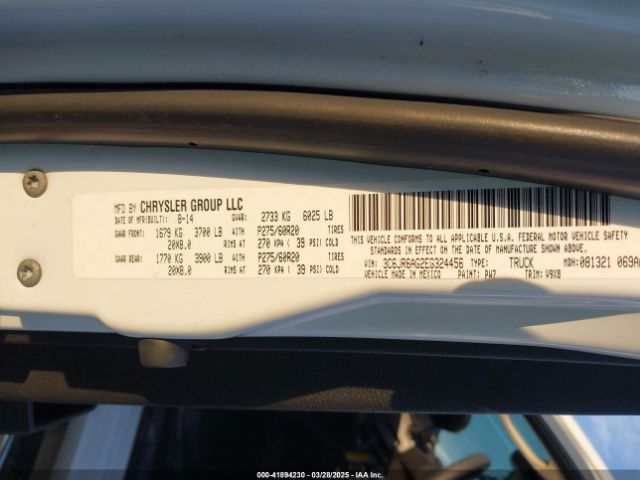 MFD BY CHRYSLER GROUP LLC
DATE OF MFR(BUILT): 8-14 GVWR: 2733 KG 6025 LB
GAWR FRONT: 1679 KG 3700 LB WITH P275/60R20 TIRES
20X8.0 RIMS AT 270 KPA ( 39 PSI) COLD
GAWR REAR: 1770 KG 3900 LB WITH P275/60R20 TIRES
20X8.0 RIMS AT 270 KPA ( 39 PSI) COLD
THIS VEHICLE CONFORMS TO ALL APPLICABLE U.S.A. FEDERAL MOTOR VEHICLE SAFETY
STANDARDS IN EFFECT ON THE DATE OF MANUFACTURE SHOWN ABOVE
VIN: 3C6JR6AG2EG324456 TYPE: TRUCK MDH: 081321 069A
VEHICLE MADE IN MEXICO PAINT: PW7 TRIM: V9X8
000-41894230 - 03/28/2025 - IAA Inc.